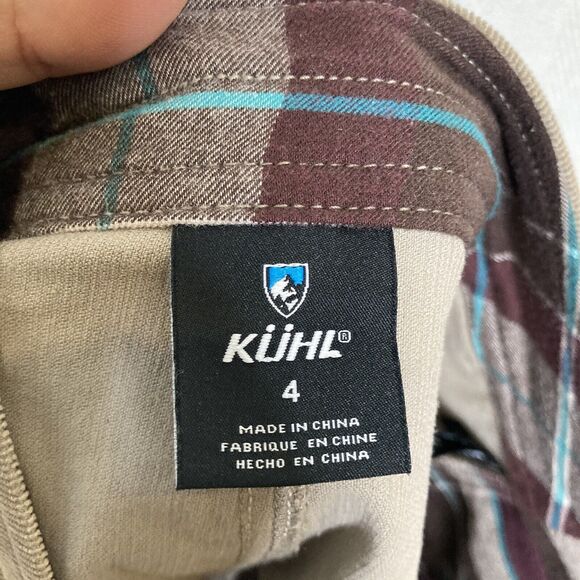 KÜHL®
4
MADE IN CHINA
FABRIQUE EN CHINE
HECHO EN CHINA